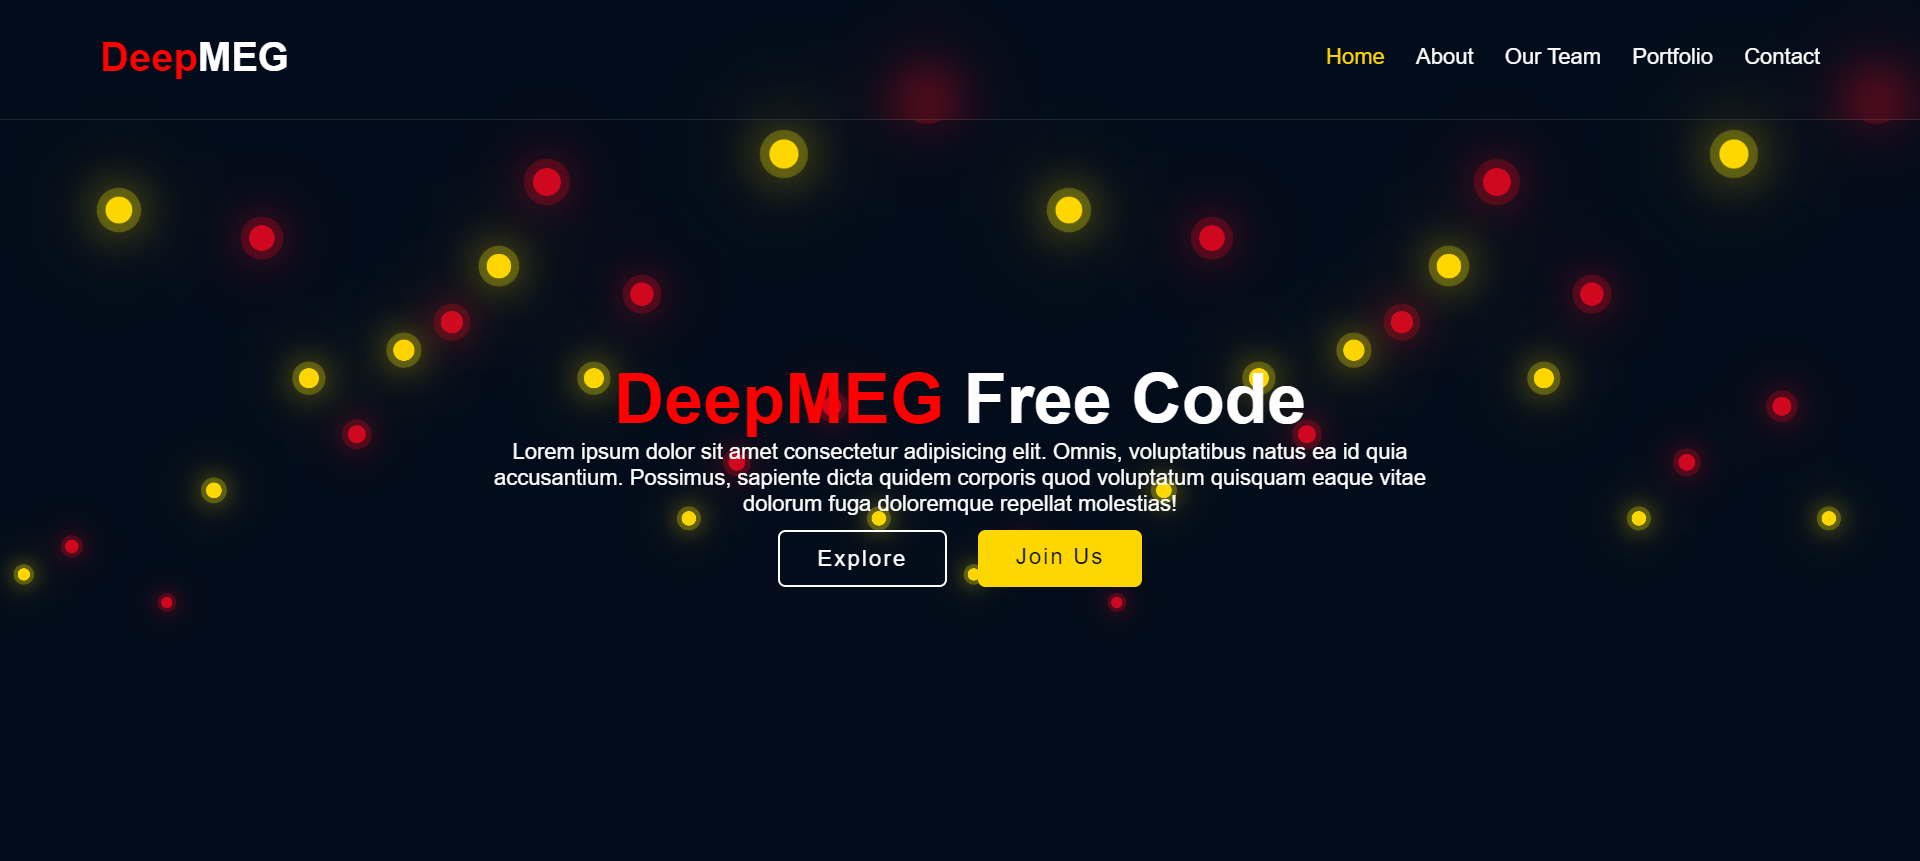 DeepMEG
Home About Our Team Portfolio Contact
DeepMEG Free Code
Lorem ipsum dolor sit amet consectetur adipisicing elit. Omnis, voluptatibus natus ea id quia
accusantium. Possimus, sapiente dicta quidem corporis quod voluptatum quisquam eaque vitae
dolorum fuga doloremque repellat molestias!
Explore Join Us